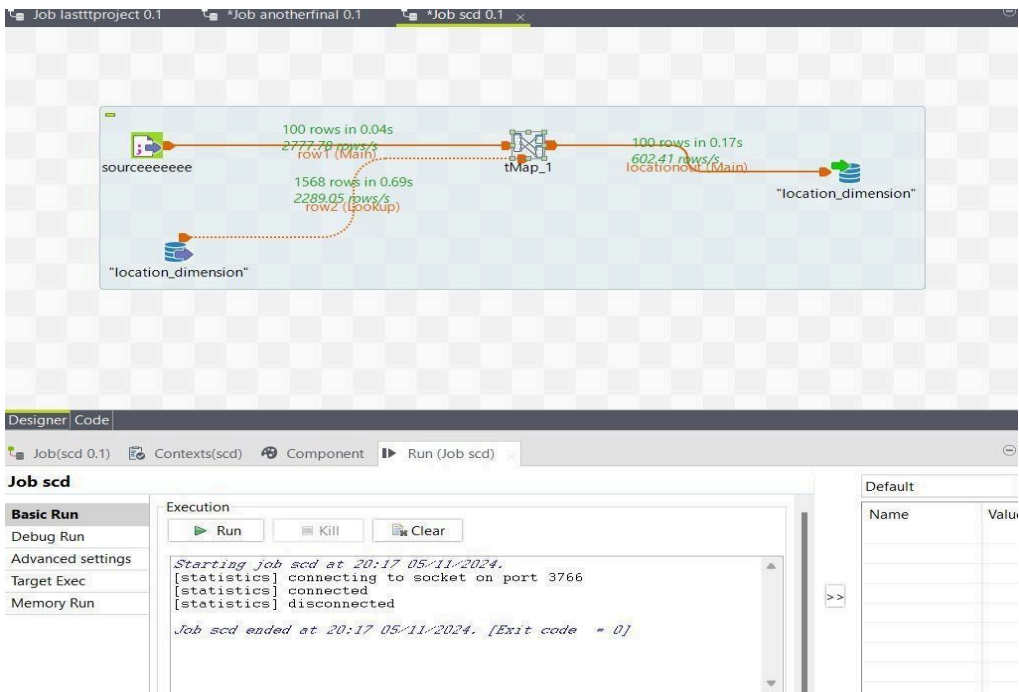 Job lastttproject 0.1 *Job anotherfinal 0.1 *Job scd 0.1
100 rows in 0.04s
2777.78 rows/s
row1 (Main)
sourceeeeeee
1568 rows in 0.69s
2289.05 rows/s
row2 (Lookup)
"location_dimension"
tMap_1
100 rows in 0.17s
602.41 rows/s
locationout (Main)
"location_dimension"
Designer Code
Job(scd 0.1) Contexts(scd) Component Run (Job scd)
Job scd
Basic Run
Debug Run
Advanced settings
Target Exec
Memory Run
Execution
Run Kill Clear
Starting job scd at 20:17 05/11/2024.
[statistics] connecting to socket on port 3766
[statistics] connected
[statistics] disconnected
Job scd ended at 20:17 05/11/2024. [Exit code = 0]
>>
Default
Name Valu